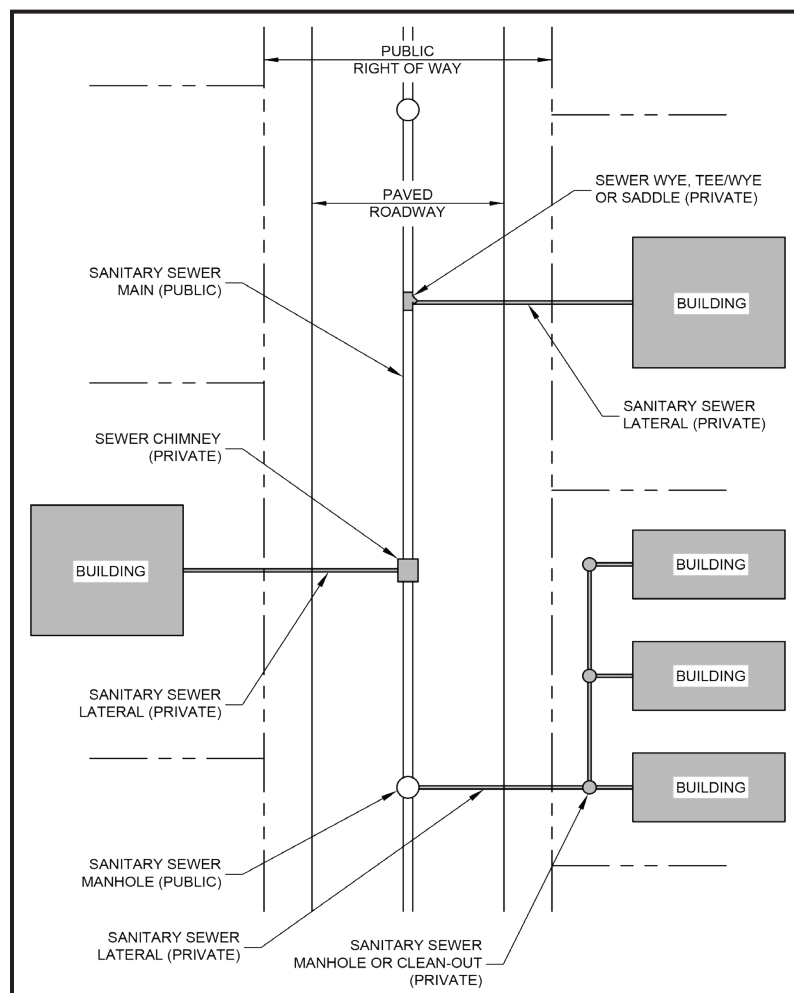 PUBLIC
RIGHT OF WAY
SEWER WYE, TEE/WYE
OR SADDLE (PRIVATE)
PAVED
ROADWAY
SANITARY SEWER
MAIN (PUBLIC)
BUILDING
SANITARY SEWER
LATERAL (PRIVATE)
SEWER CHIMNEY
(PRIVATE)
BUILDING
BUILDING
BUILDING
SANITARY SEWER
LATERAL (PRIVATE)
BUILDING
SANITARY SEWER
MANHOLE (PUBLIC)
SANITARY SEWER
LATERAL (PRIVATE)
SANITARY SEWER
MANHOLE OR CLEAN-OUT
(PRIVATE)